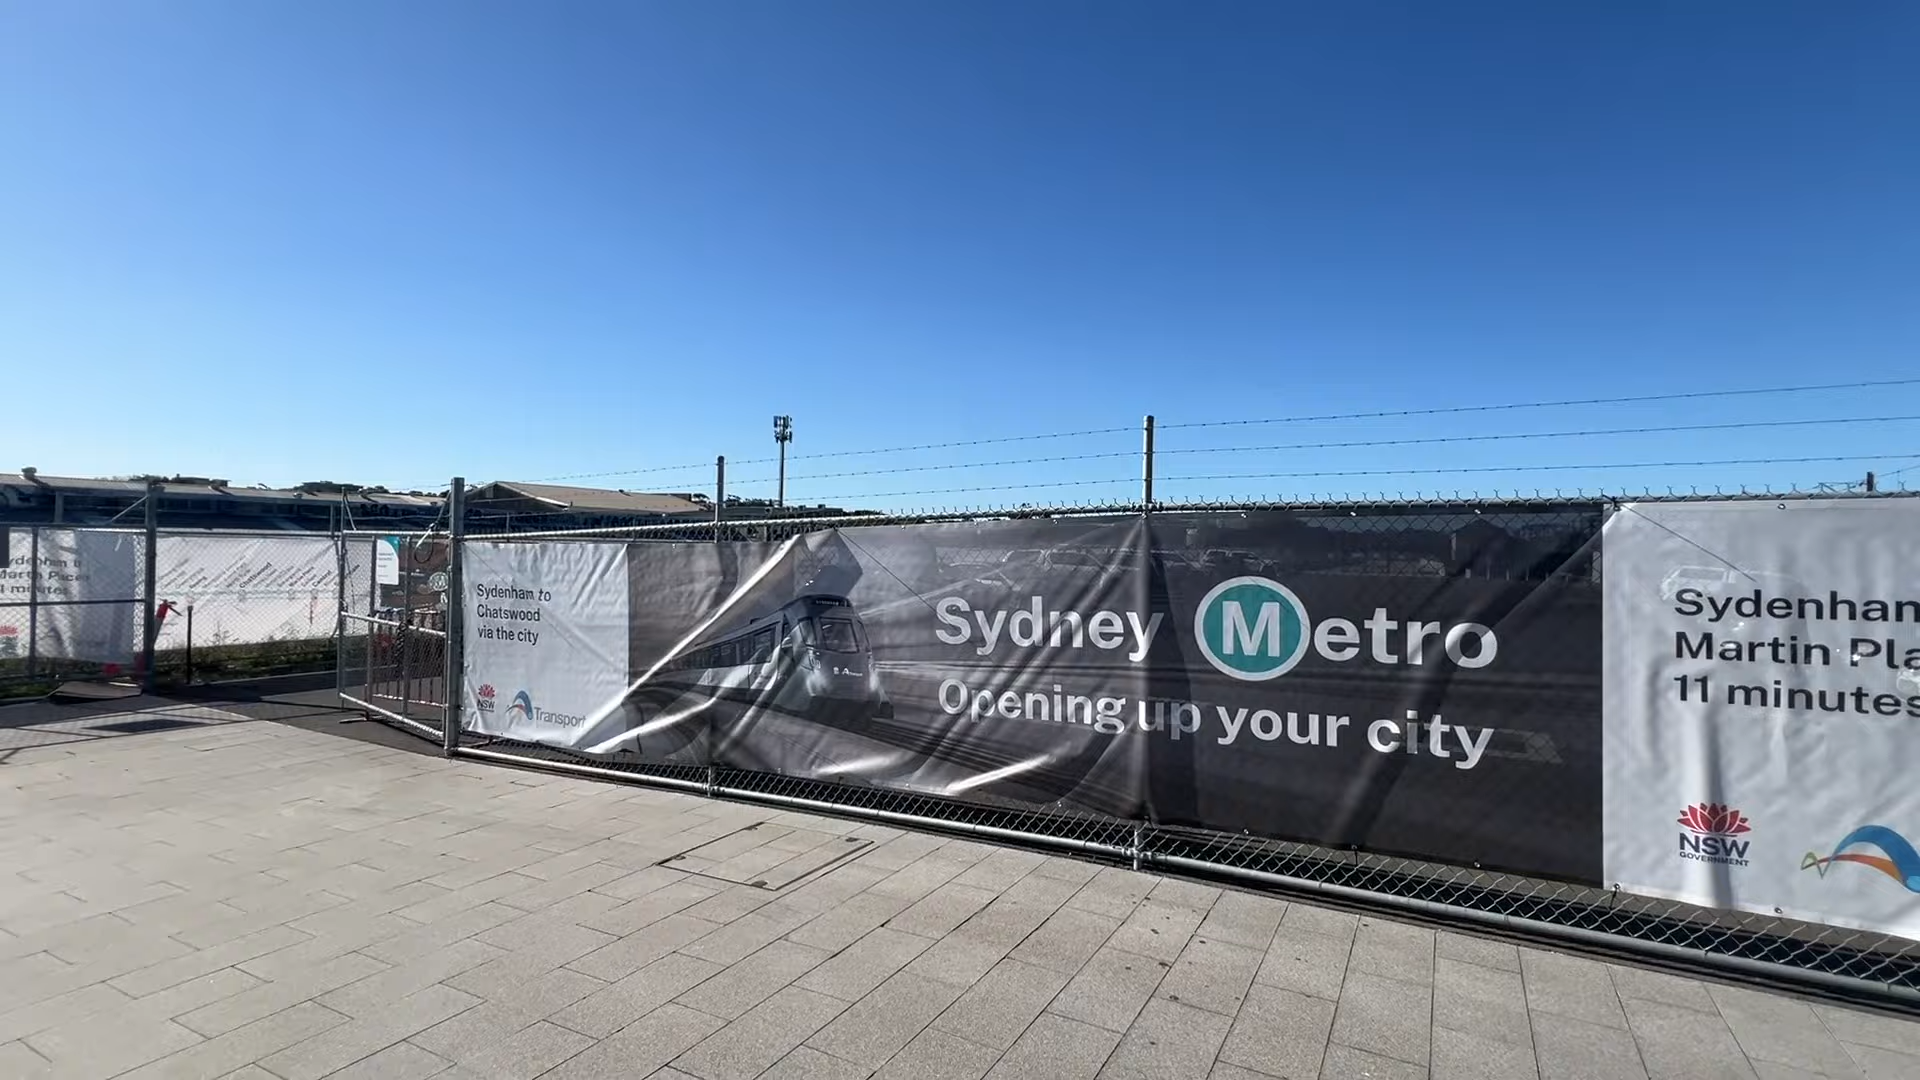 Sydenham to
Chatswood
via the city
NSW
Transport
Sydney Metro
Opening up your city
Sydenham
Martin Pla
11 minutes
NSW
GOVERNMENT
Chatswood